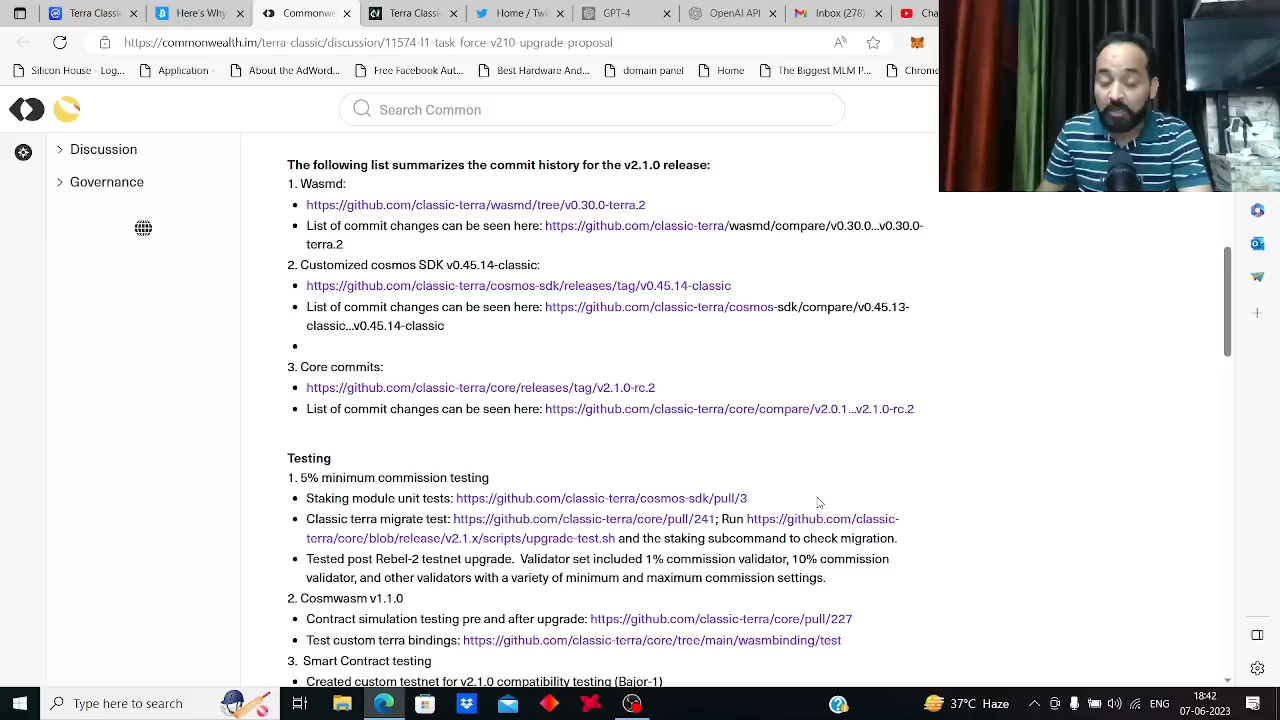 Terra Classic
Here's Why
Commonw
Terra Classic
Home / Twi
GPT-4
OpenAI API
Inbox (270)
Cha
https://commonwealth.im/terra-classic/discussion/11574-l1-task-force-v210-upgrade-proposal
Silicon House - Log...
Application -
About the AdWor...
Free Facebook Aut...
Best Hardware And...
domain panel
Home
The Biggest MLM P...
Chrome
Search Common
Discussion
Governance
The following list summarizes the commit history for the v2.1.0 release:
1. Wasmd:
https://github.com/classic-terra/wasmd/tree/v0.30.0-terra.2
List of commit changes can be seen here: https://github.com/classic-terra/wasmd/compare/v0.30.0...v0.30.0-
terra.2
2. Customized cosmos SDK v0.45.14-classic:
https://github.com/classic-terra/cosmos-sdk/releases/tag/v0.45.14-classic
List of commit changes can be seen here: https://github.com/classic-terra/cosmos-sdk/compare/v0.45.13-
classic...v0.45.14-classic
3. Core commits:
https://github.com/classic-terra/core/releases/tag/v2.1.0-rc.2
List of commit changes can be seen here: https://github.com/classic-terra/core/compare/v2.0.1...v2.1.0-rc.2
Testing
1. 5% minimum commission testing
Staking module unit tests: https://github.com/classic-terra/cosmos-sdk/pull/3
Classic terra migrate test: https://github.com/classic-terra/core/pull/241; Run https://github.com/classic-
terra/core/blob/release/v2.1.x/scripts/upgrade-test.sh and the staking subcommand to check migration.
Tested post Rebel-2 testnet upgrade. Validator set included 1% commission validator, 10% commission
validator, and other validators with a variety of minimum and maximum commission settings.
2. Cosmwasm v1.1.0
Contract simulation testing pre and after upgrade: https://github.com/classic-terra/core/pull/227
Test custom terra bindings: https://github.com/classic-terra/core/tree/main/wasmbinding/test
3. Smart Contract testing
Created custom testnet for v2.1.0 compatibility testing (Bajor-1)
Type here to search
37°C Haze
ENG
18:42
07-06-2023